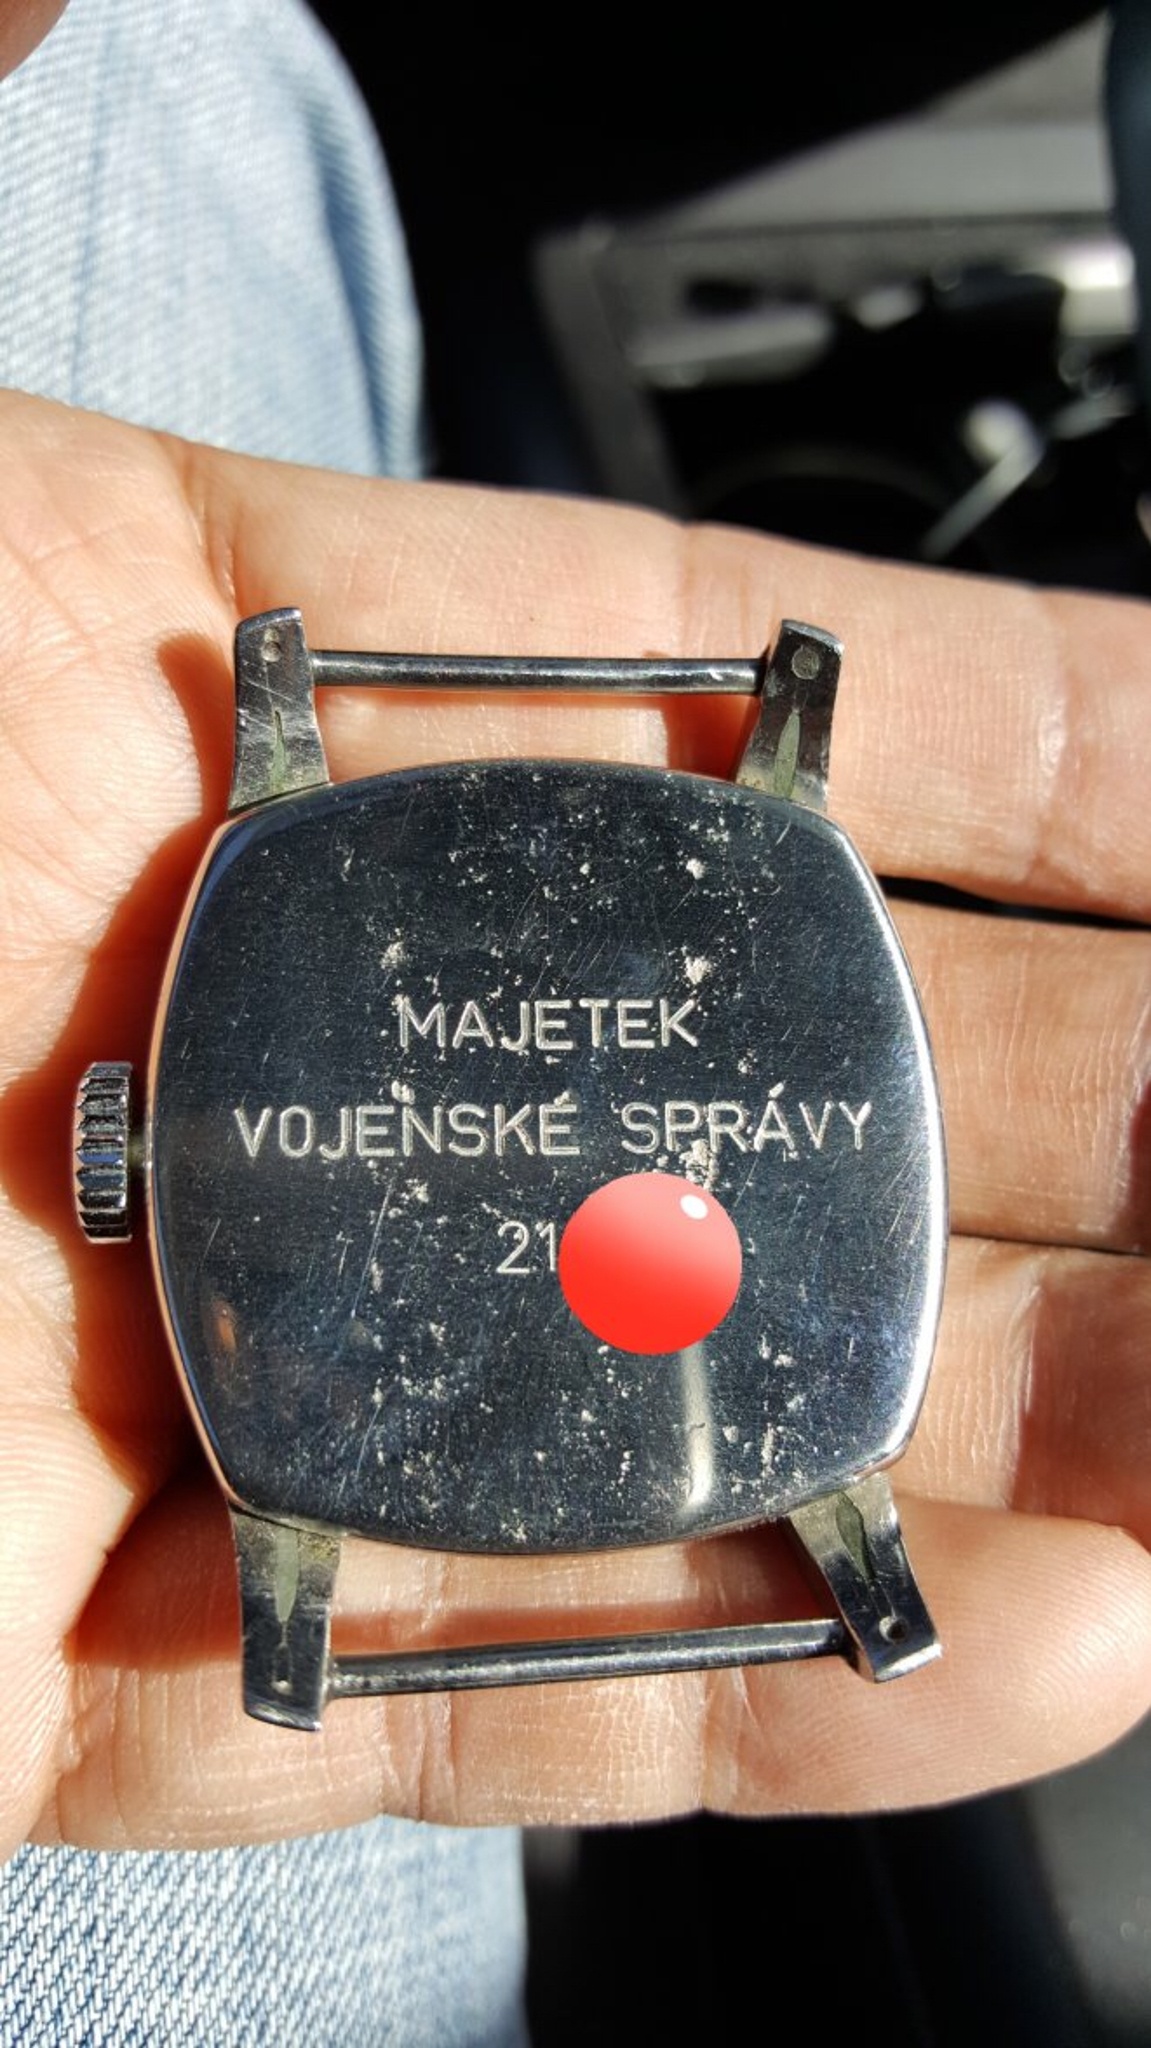 MAJETEK
VOJENSKÉ SPRÁVY
21